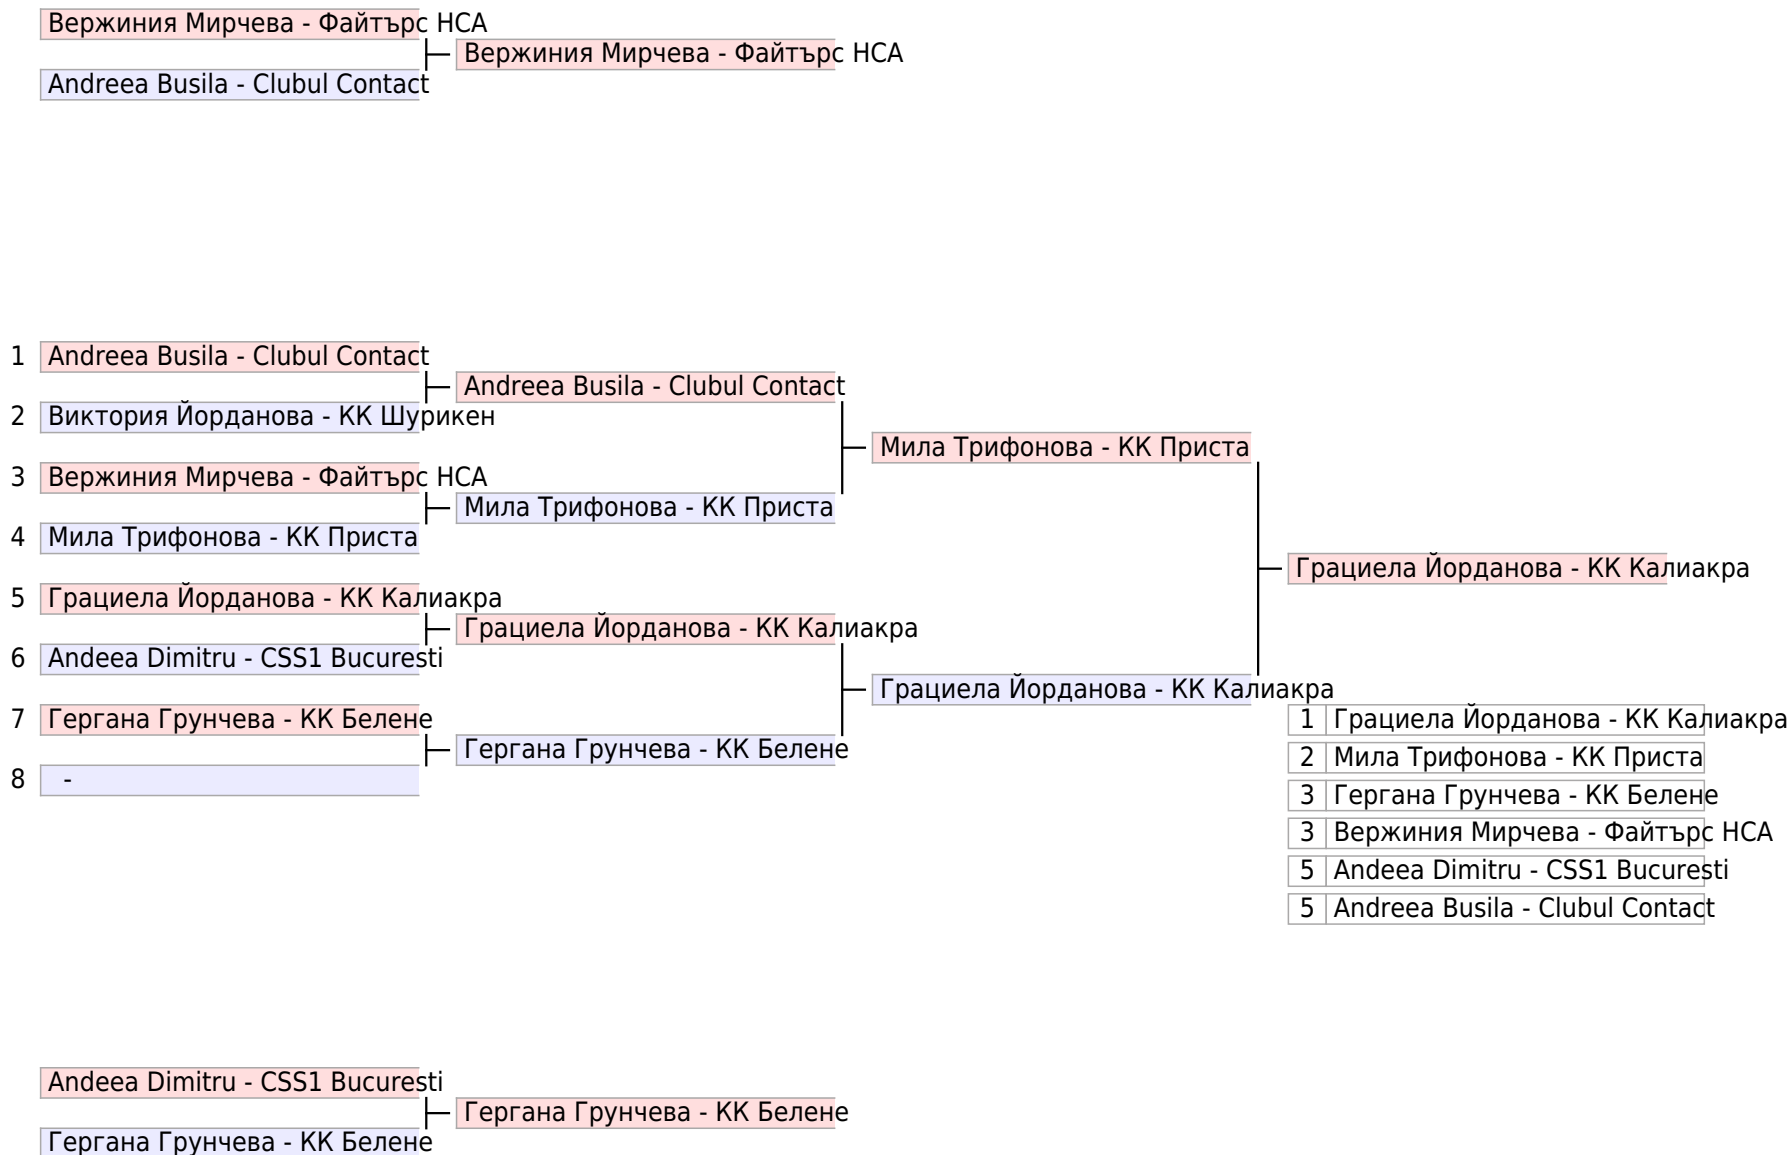 Вержиния Мирчева - Файтърс НСА
Вержиния Мирчева - Файтърс НСА
Andreea Busila - Clubul Contact
1 Andreea Busila - Clubul Contact
Andreea Busila - Clubul Contact
2 Виктория Йорданова - КК Шурикен
Мила Трифонова - КК Приста
3 Вержиния Мирчева - Файтърс НСА
Мила Трифонова - КК Приста
4 Мила Трифонова - КК Приста
Грациела Йорданова - КК Калиакра
5 Грациела Йорданова - КК Калиакра
Грациела Йорданова - КК Калиакра
6 Andeea Dimitru - CSS1 Bucuresti
Грациела Йорданова - КК Калиакра
7 Гергана Грунчева - КК Белене
Гергана Грунчева - КК Белене
8 -
1 Грациела Йорданова - КК Калиакра
2 Мила Трифонова - КК Приста
3 Гергана Грунчева - КК Белене
3 Вержиния Мирчева - Файтърс НСА
5 Andeea Dimitru - CSS1 Bucuresti
5 Andreea Busila - Clubul Contact
Andeea Dimitru - CSS1 Bucuresti
Гергана Грунчева - КК Белене
Гергана Грунчева - КК Белене